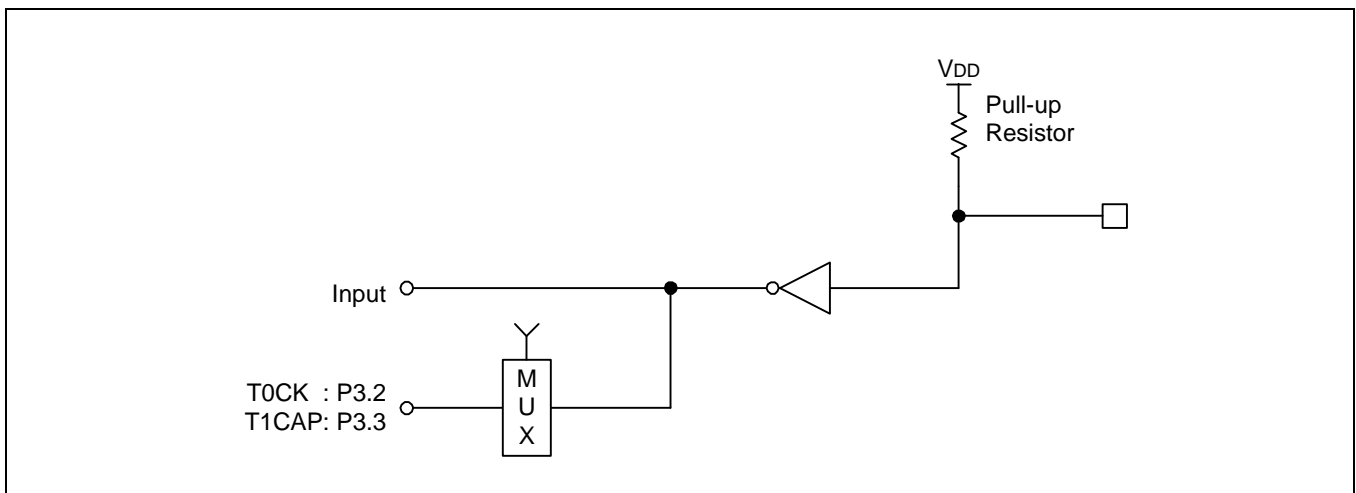 VDD
Pull-up
Resistor
Input
T0CK : P3.2
T1CAP: P3.3
M
U
X